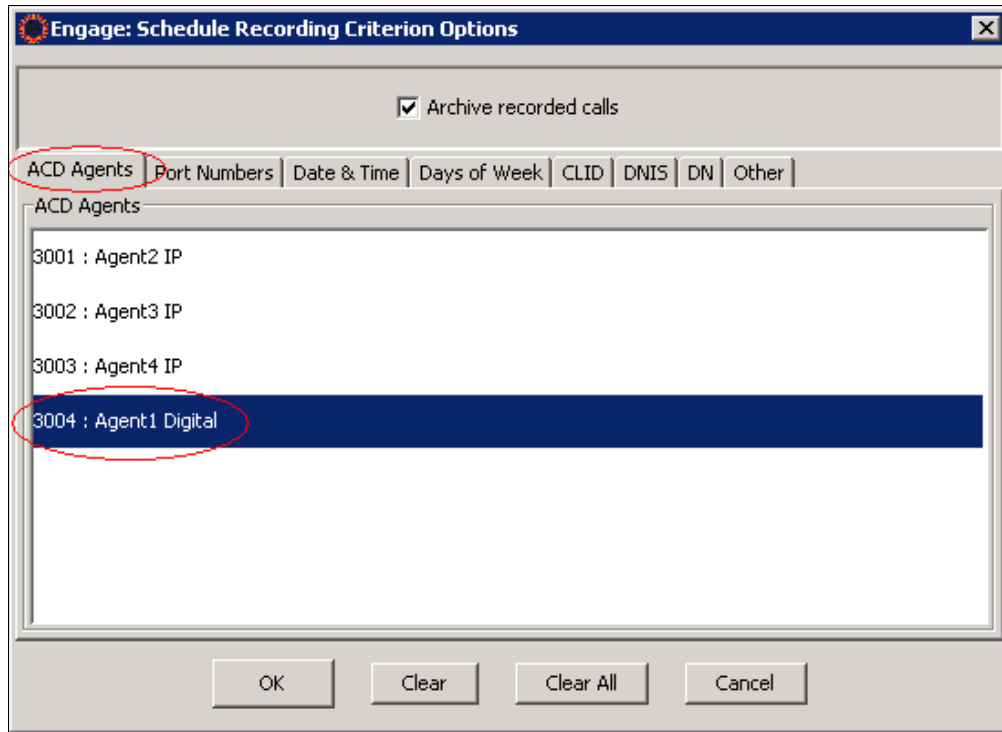 Engage: Schedule Recording Criterion Options
Archive recorded calls
ACD Agents Port Numbers Date & Time Days of Week CLID DNIS DN Other
ACD Agents
3001 : Agent2 IP
3002 : Agent3 IP
3003 : Agent4 IP
3004 : Agent1 Digital
OK Clear Clear All Cancel